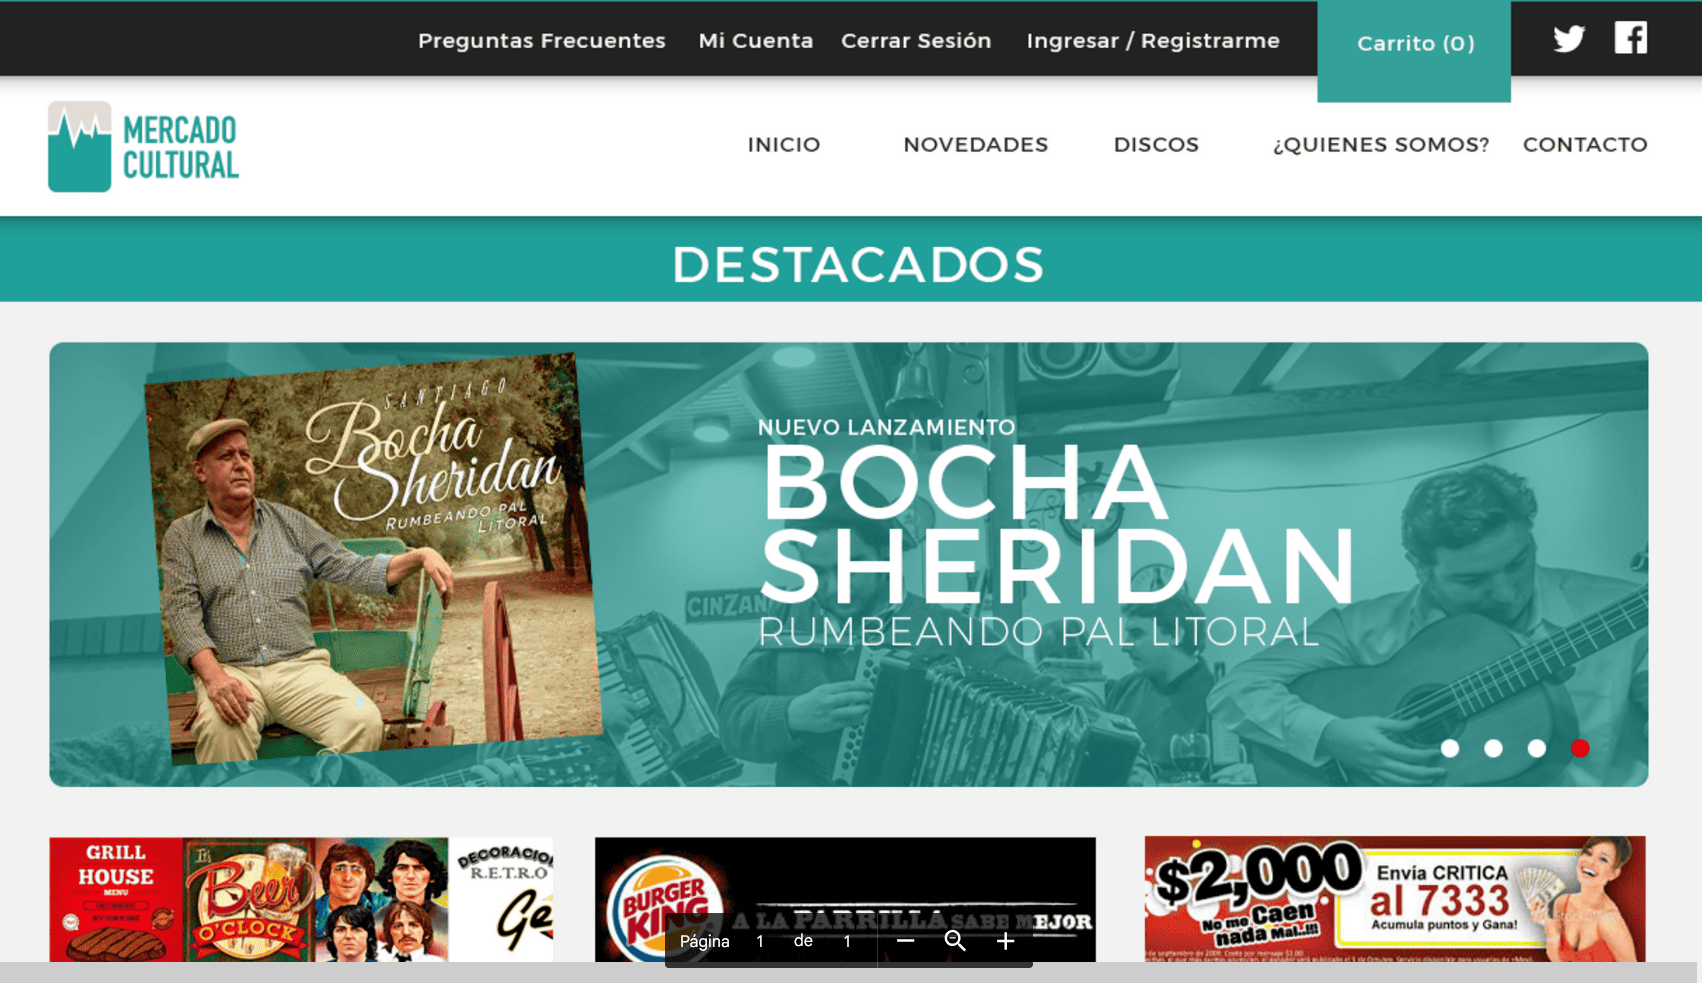 Preguntas Frecuentes Mi Cuenta Cerrar Sesión Ingresar / Registrarme Carrito (0)
MERCADO
CULTURAL
INICIO NOVEDADES DISCOS ¿QUIENES SOMOS? CONTACTO
DESTACADOS
SANTIAGO
Bocha
Sheridan
RUMBEANDO PAL
LITORAL
NUEVO LANZAMIENTO
BOCHA
SHERIDAN
RUMBEANDO PAL LITORAL
CINZAN
GRILL
HOUSE
MENU
It's
Beer
O'CLOCK
DECORACION
R.E.T.R.O
Ge
BURGER
KING
A LA PARRILLA SABE MEJOR
$2,000
No me Caen
nada Mal..!!!
Envía CRITICA
al 7333
Acumula puntos y Gana!
Página 1 de 1